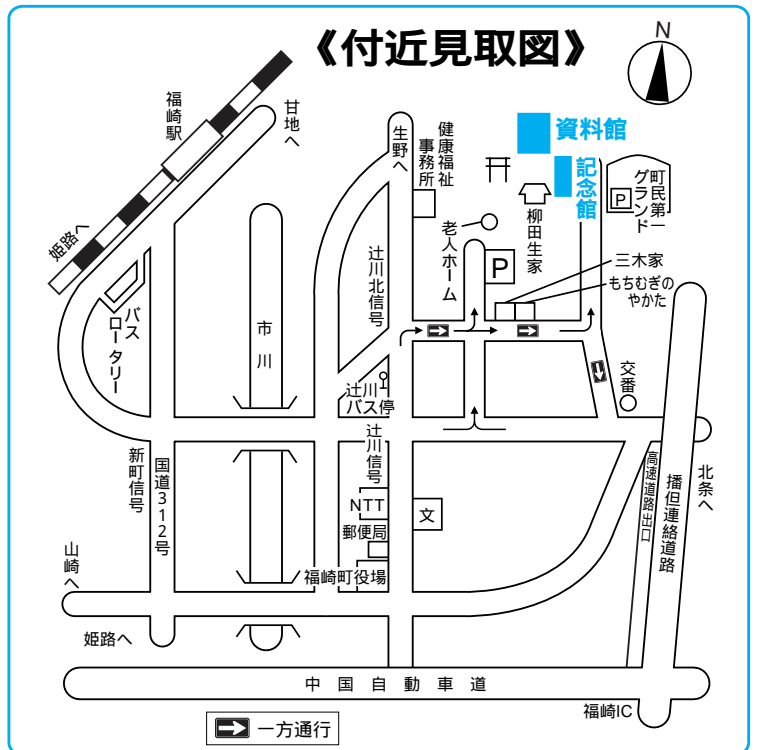 《付近見取図》
N
福崎駅
甘地へ
生野へ
健康福祉
事務所
資料館
記念館
町民第一
グランド
P
柳田生家
老人ホーム
P
三木家
もちむぎの
やかた
姫路へ
バス
ロータリー
市川
辻川北信号
辻川
バス停
交番
辻川信号
新町信号
国道312号
NTT
郵便局
文
福崎町役場
高速道路出口
播但連絡道路
北条へ
山崎へ
姫路へ
中国自動車道
福崎IC
一方通行